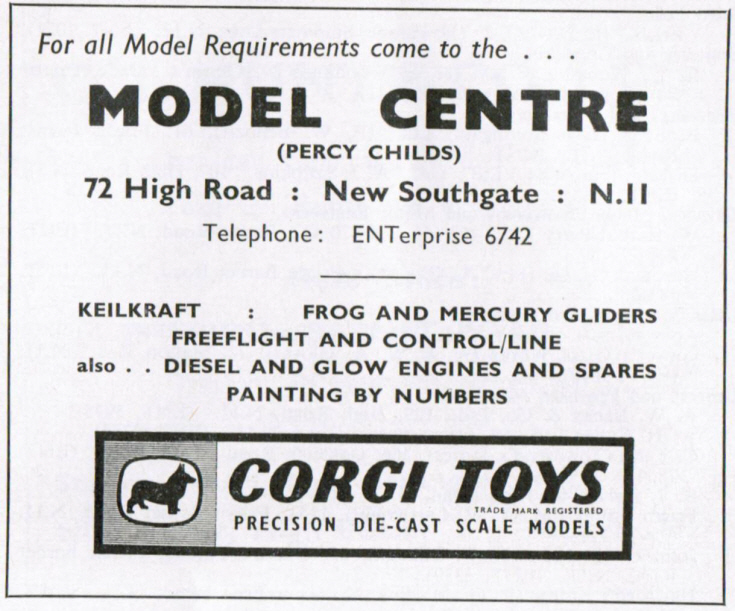 For all Model Requirements come to the . . .
MODEL CENTRE
(PERCY CHILDS)
72 High Road : New Southgate : N.11
Telephone: ENTerprise 6742
KEILKRAFT : FROG AND MERCURY GLIDERS
FREEFLIGHT AND CONTROL/LINE
also . . DIESEL AND GLOW ENGINES AND SPARES
PAINTING BY NUMBERS
CORGI TOYS
TRADE MARK REGISTERED
PRECISION DIE-CAST SCALE MODELS